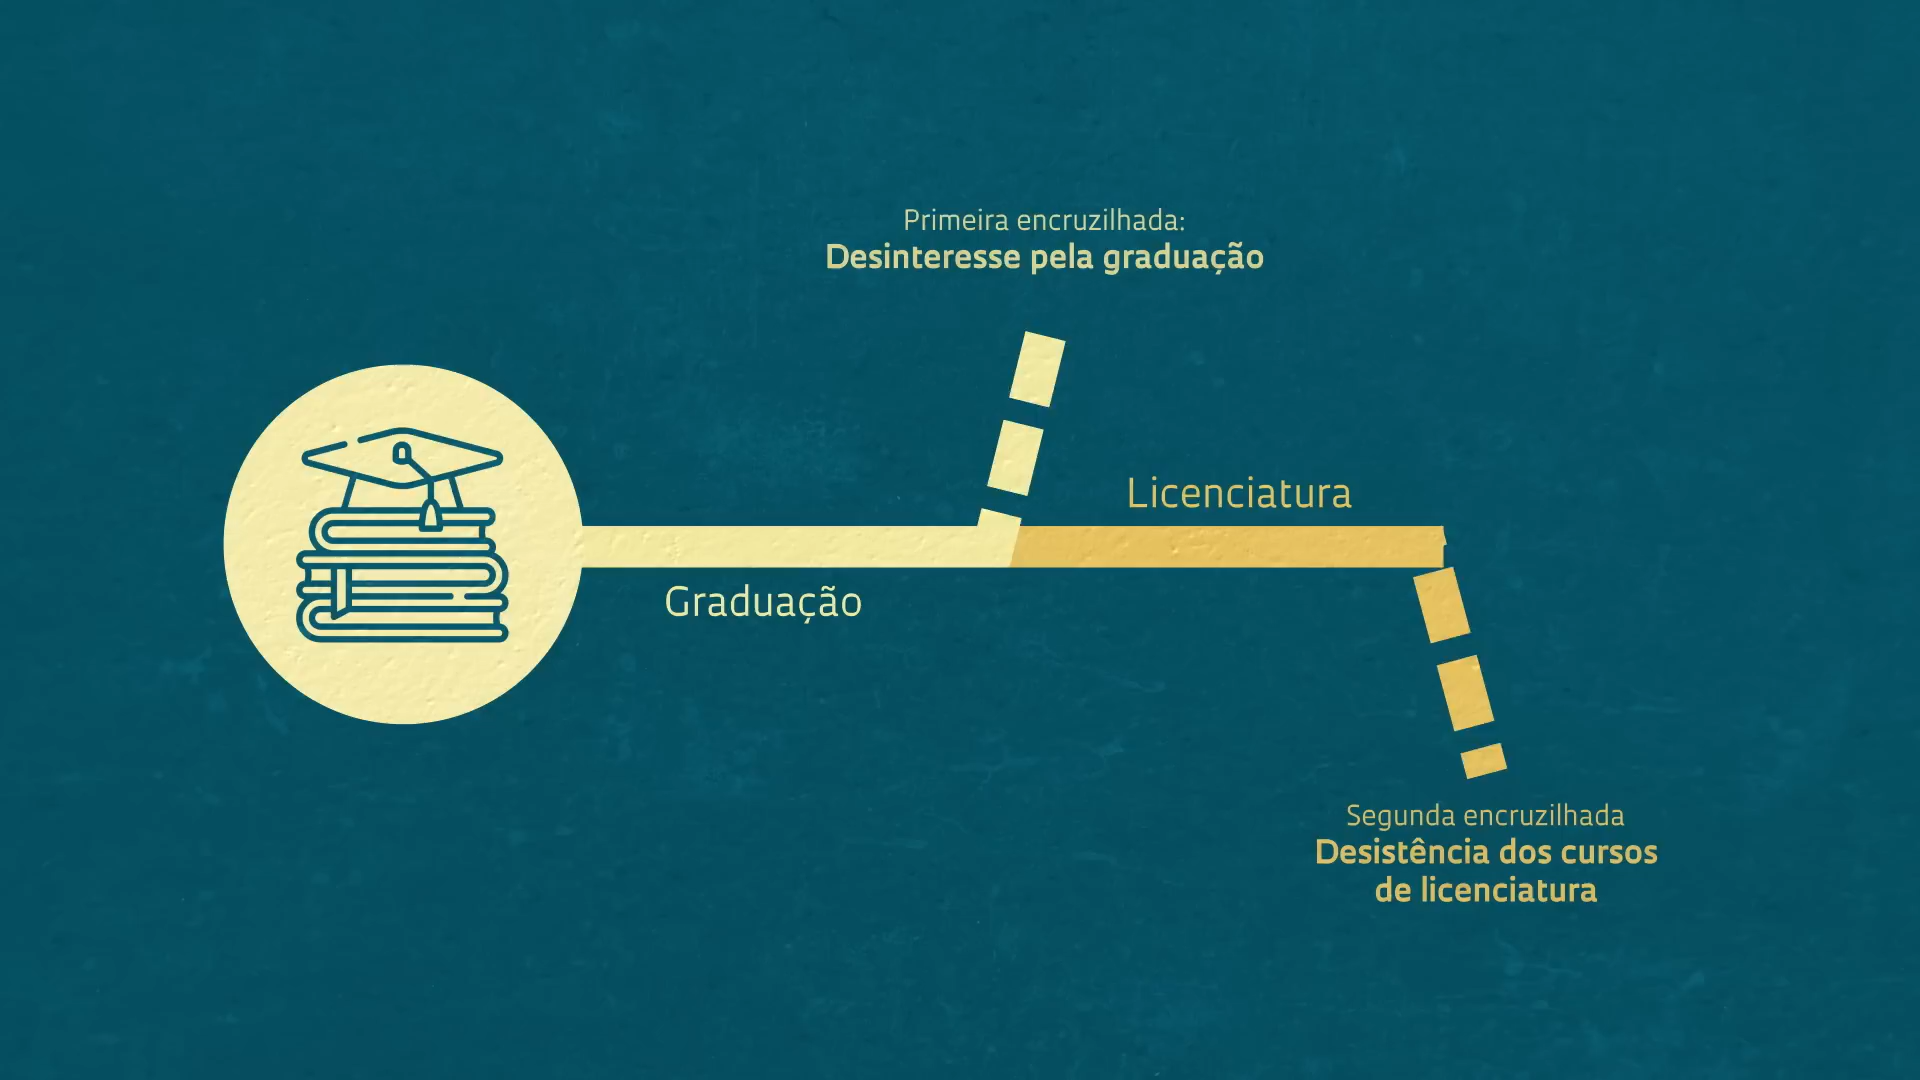 Primeira encruzilhada:
Desinteresse pela graduação
Licenciatura
Graduação
Segunda encruzilhada
Desistência dos cursos
de licenciatura